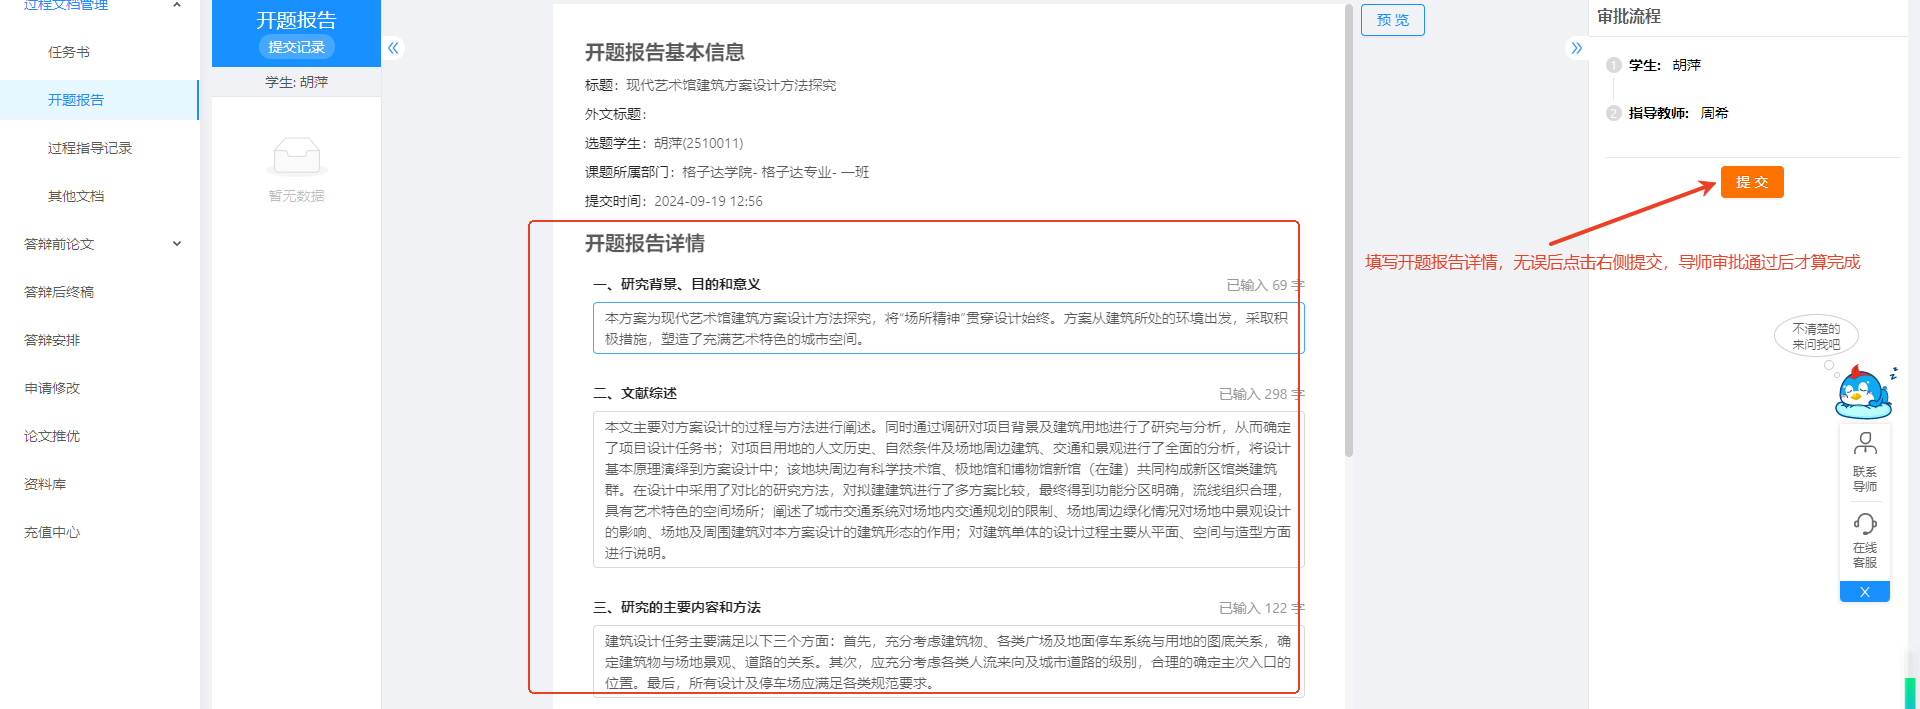 过程文档管理
任务书
开题报告
过程指导记录
其他文档
答辩前论文
答辩后终稿
答辩安排
申请修改
论文推优
资料库
充值中心
开题报告
提交记录
学生: 胡萍
暂无数据
开题报告基本信息
标题：现代艺术馆建筑方案设计方法探究
外文标题：
选题学生：胡萍(2510011)
课题所属部门：格子达学院- 格子达专业- 一班
提交时间：2024-09-19 12:56
开题报告详情
一、研究背景、目的和意义
已输入 69 字
本方案为现代艺术馆建筑方案设计方法探究，将“场所精神”贯穿设计始终。方案从建筑所处的环境出发，采取积
极措施，塑造了充满艺术特色的城市空间。
二、文献综述
已输入 298 字
本文主要对方案设计的过程与方法进行阐述。同时通过调研对项目背景及建筑用地进行了研究与分析，从而确定
了项目设计任务书；对项目用地的人文历史、自然条件及场地周边建筑、交通和景观进行了全面的分析，将设计
基本原理演绎到方案设计中；该地块周边有科学技术馆、极地馆和博物馆新馆（在建）共同构成新区馆类建筑
群。在设计中采用了对比的研究方法，对拟建建筑进行了多方案比较，最终得到功能分区明确，流线组织合理，
具有艺术特色的空间场所；阐述了城市交通系统对场地内交通规划的限制、场地周边绿化情况对场地中景观设计
的影响、场地及周围建筑对本方案设计的建筑形态的作用；对建筑单体的设计过程主要从平面、空间与造型方面
进行说明。
三、研究的主要内容和方法
已输入 122 字
建筑设计任务主要满足以下三个方面：首先，充分考虑建筑物、各类广场及地面停车系统与用地的图底关系，确
定建筑物与场地景观、道路的关系。其次，应充分考虑各类人流来向及城市道路的级别，合理的确定主次入口的
位置。最后，所有设计及停车场应满足各类规范要求。
预 览
审批流程
1 学生： 胡萍
2 指导教师： 周希
提 交
填写开题报告详情，无误后点击右侧提交，导师审批通过后才算完成
不清楚的
来问我吧
z z
联系
导师
在线
客服
X